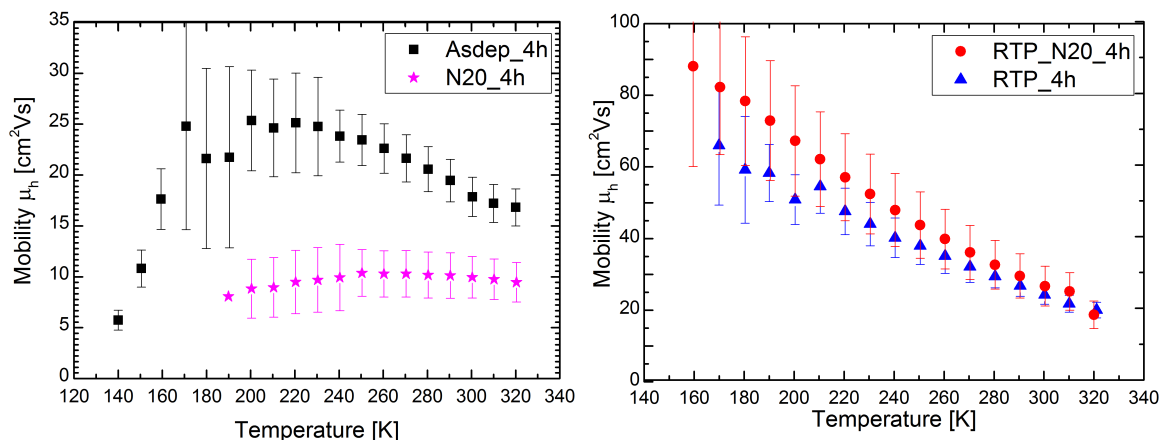 35
30
25
20
15
10
5
0
Mobility μh [cm²Vs]
Asdep_4h
N20_4h
120 140 160 180 200 220 240 260 280 300 320 340
Temperature [K]
100
80
60
40
20
0
Mobility μh [cm²Vs]
RTP_N20_4h
RTP_4h
140 160 180 200 220 240 260 280 300 320 340
Temperature [K]